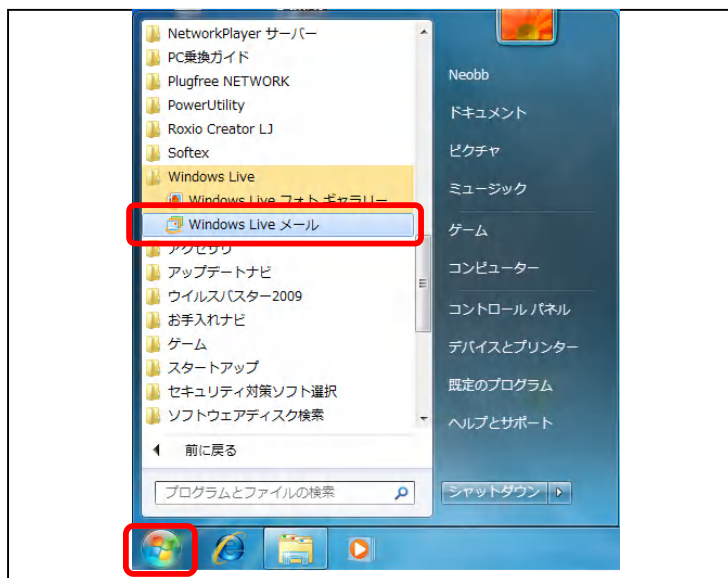 NetworkPlayer サーバー
PC乗換ガイド
Plugfree NETWORK
PowerUtility
Roxio Creator LJ
Softex
Windows Live
Windows Live フォト ギャラリー
Windows Live メール
アクセサリ
アップデートナビ
ウイルスバスター2009
お手入れナビ
ゲーム
スタートアップ
セキュリティ対策ソフト選択
ソフトウェアディスク検索
前に戻る
プログラムとファイルの検索
Neobb
ドキュメント
ピクチャ
ミュージック
ゲーム
コンピューター
コントロール パネル
デバイスとプリンター
既定のプログラム
ヘルプとサポート
シャットダウン